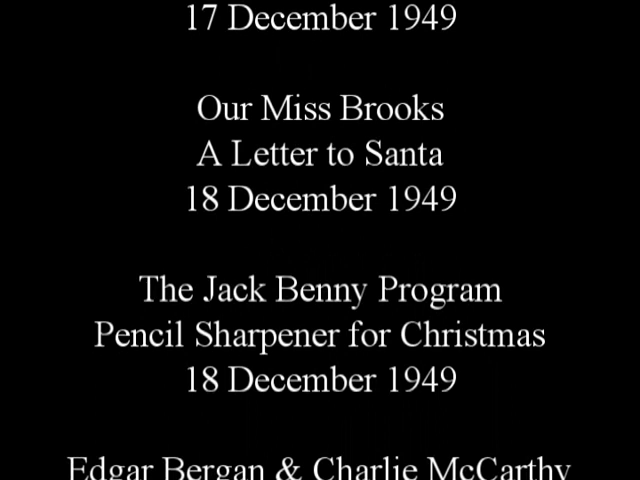 17 December 1949
Our Miss Brooks
A Letter to Santa
18 December 1949
The Jack Benny Program
Pencil Sharpener for Christmas
18 December 1949
Edgar Bergan & Charlie McCarthy